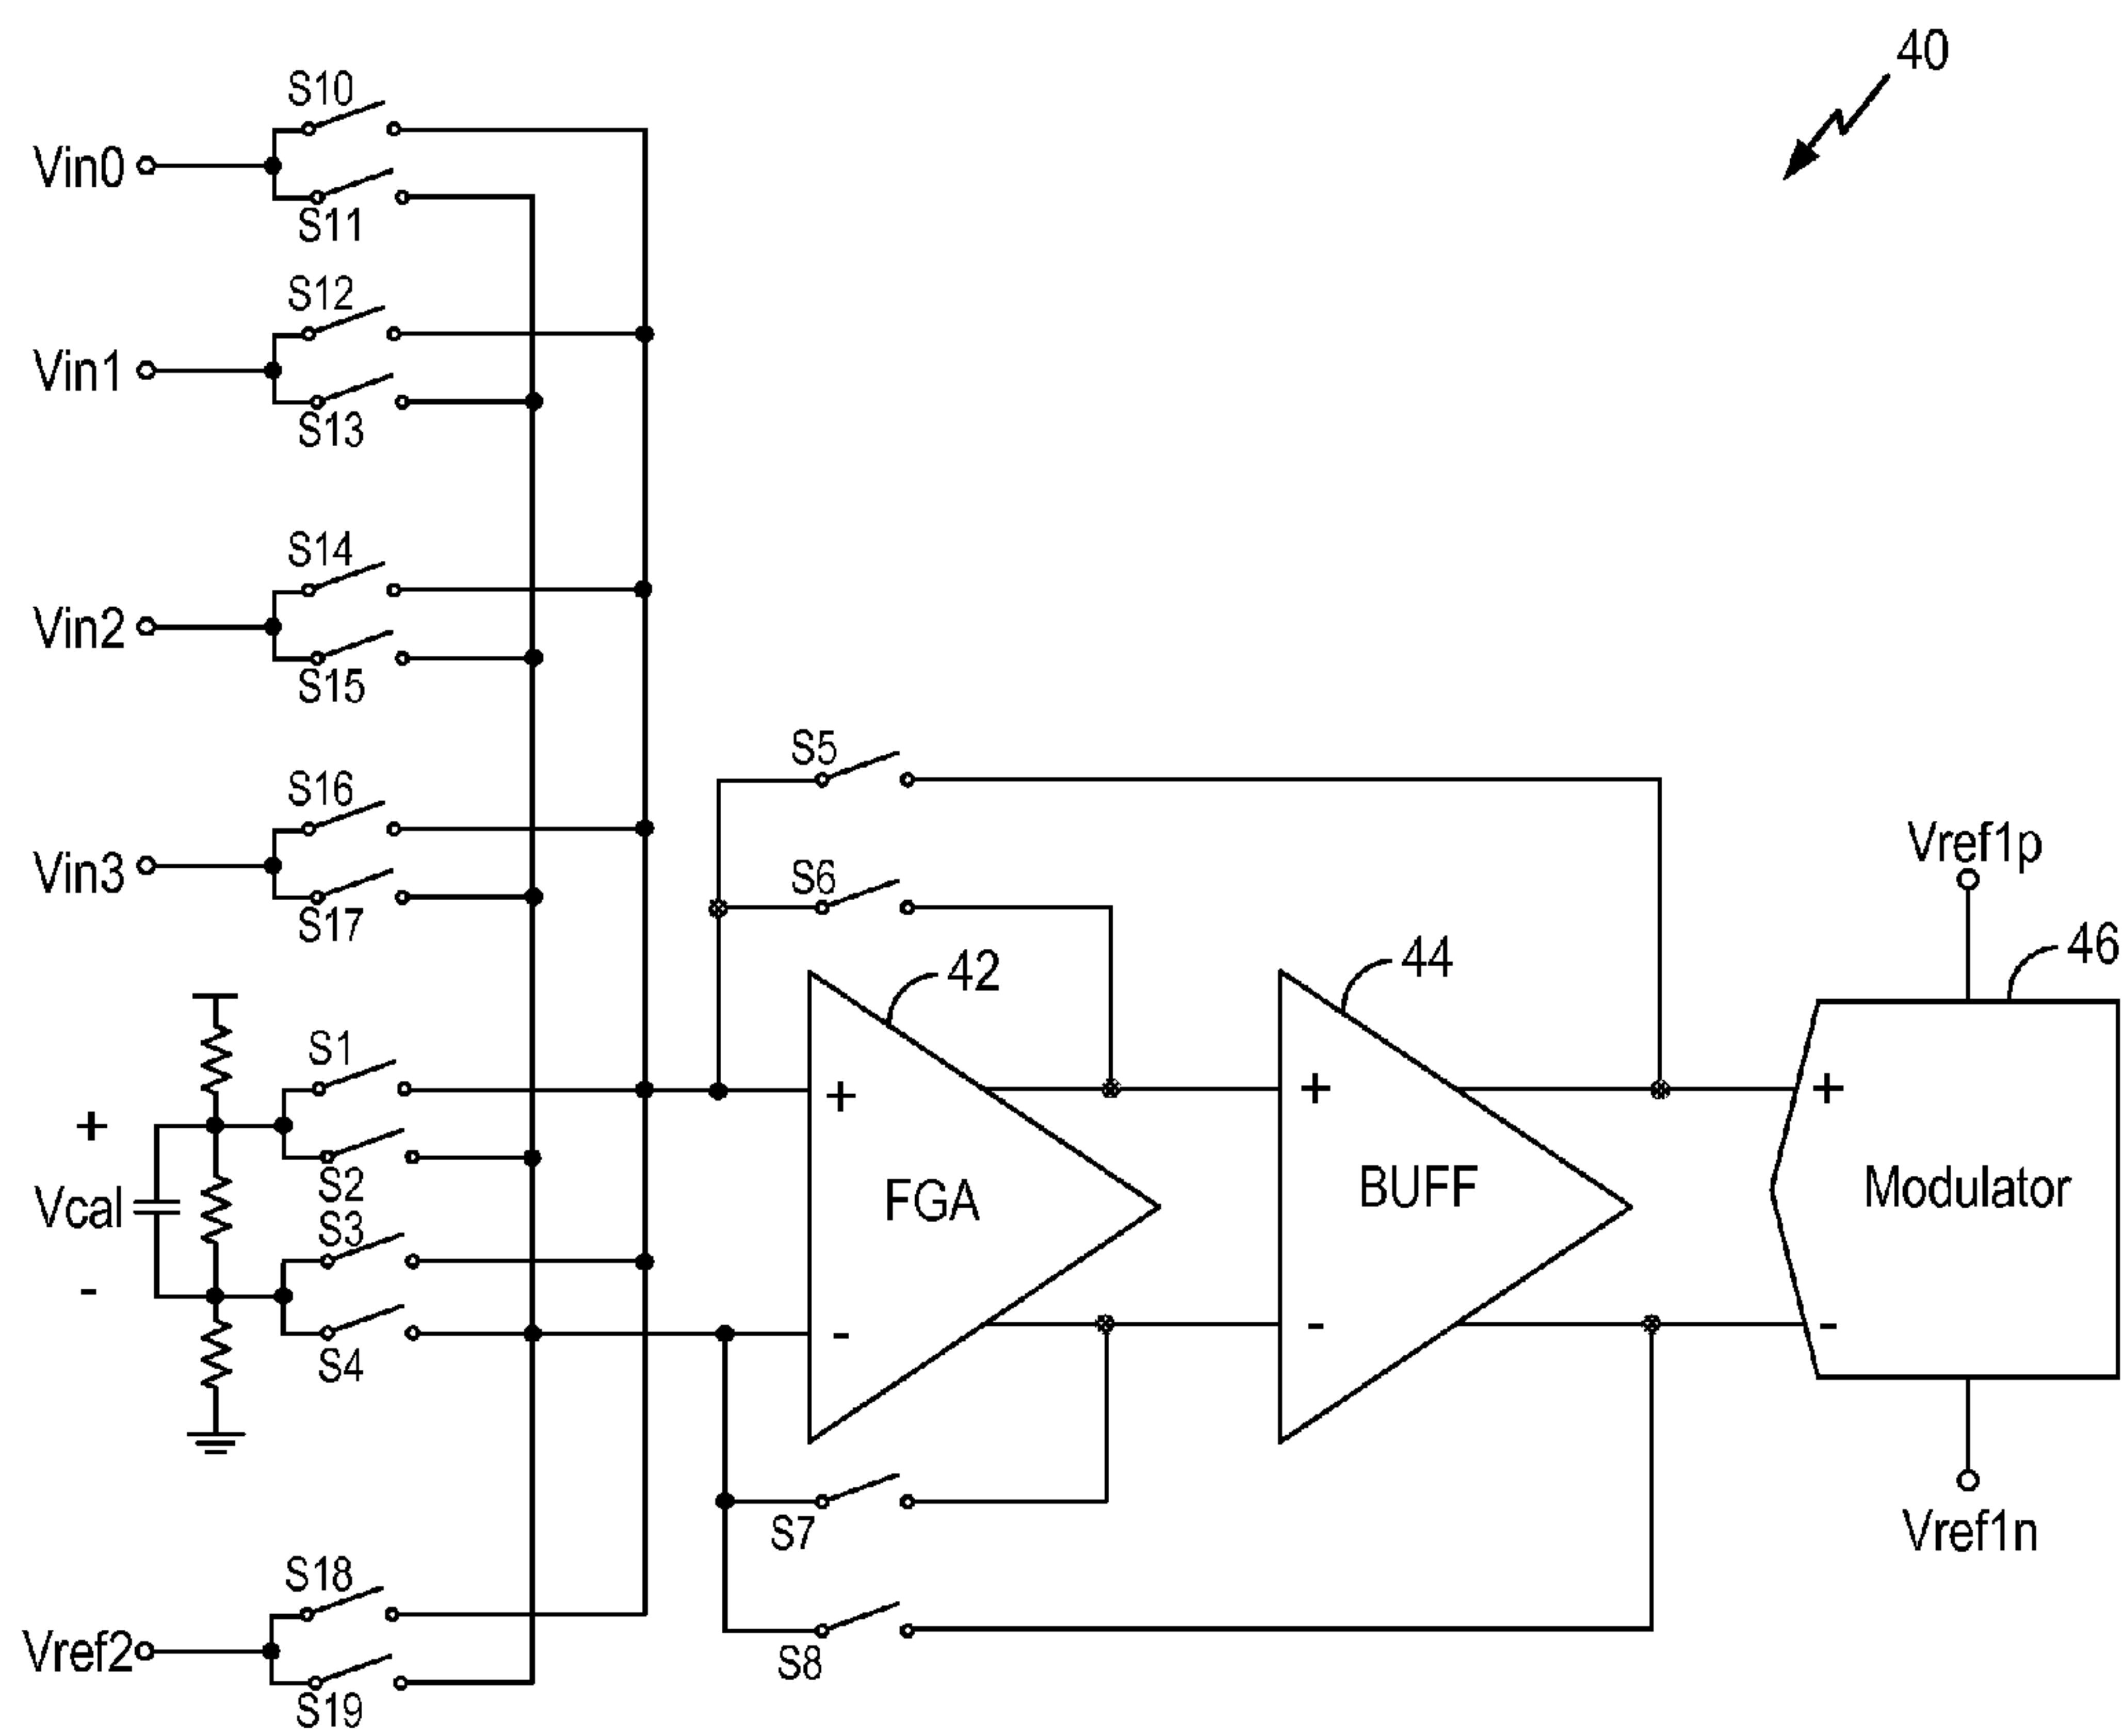 40
S10
Vin0
S11
S12
Vin1
S13
S14
Vin2
S15
S16
Vin3
S17
S5
S6
Vref1p
42
44
46
S1
+
Vcal
-
S2
S3
S4
+
-
FGA
+
-
BUFF
+
-
Modulator
S7
S8
Vref1n
S18
Vref2
S19